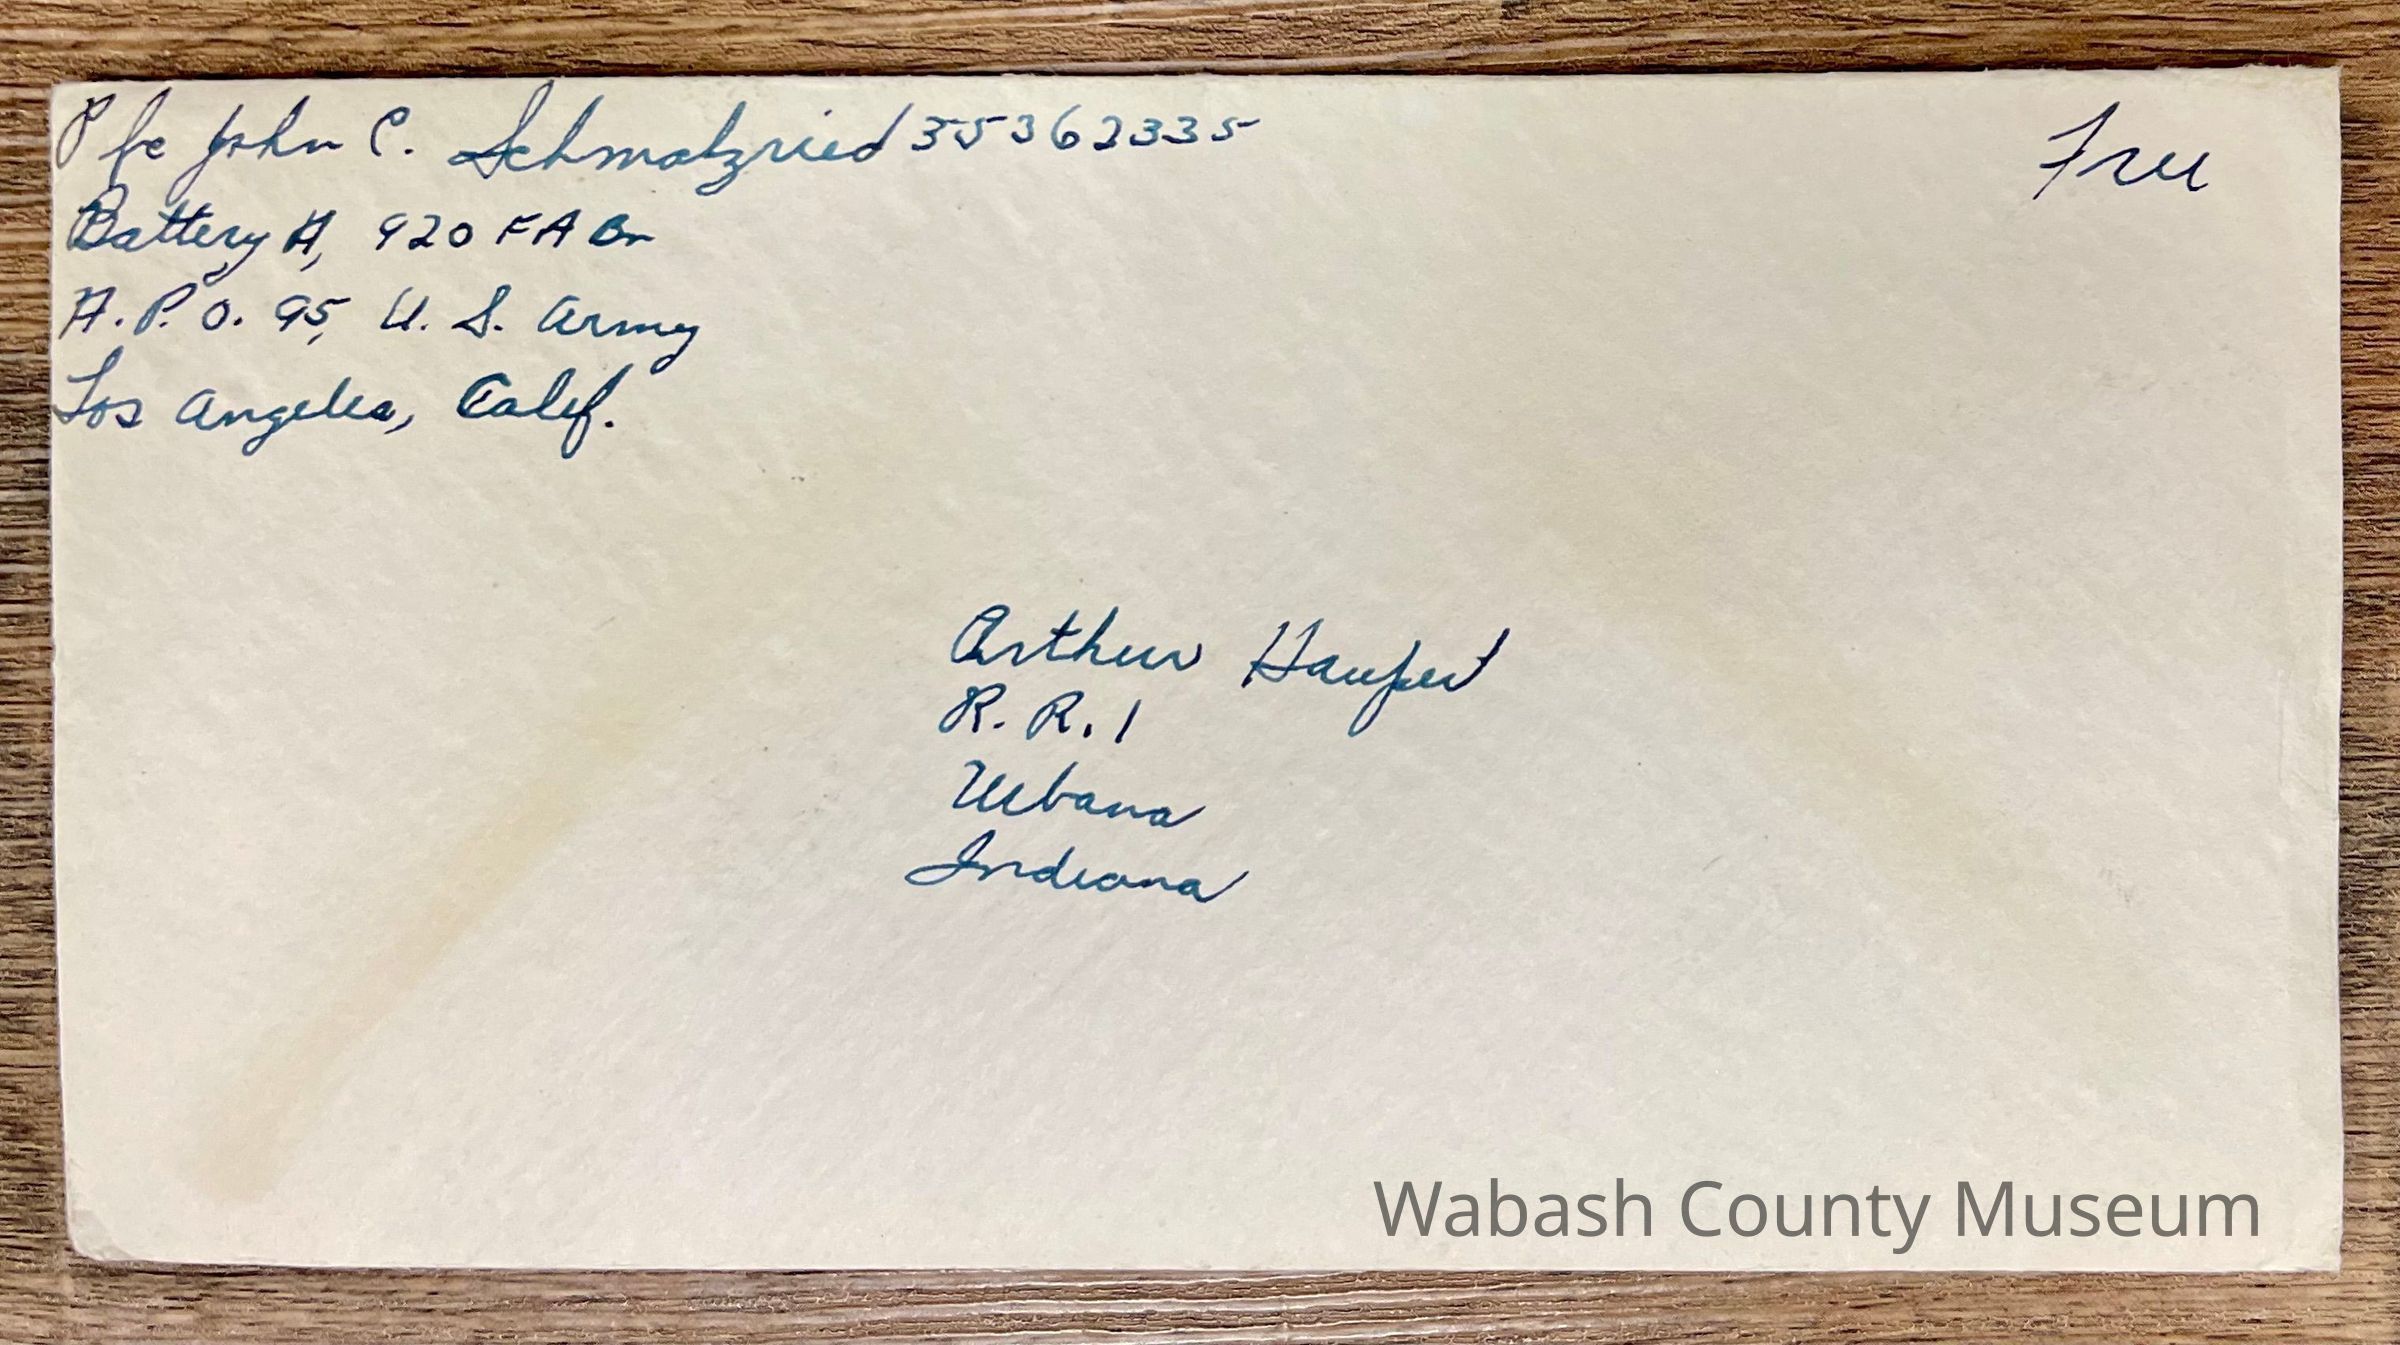 Pfc John C. Schmalzried 35362335
Free
Battery A, 920 FA Bn
A.P.O. 95, U. S. Army
Los Angeles, Calif.
Arthur Haupert
R. R. 1
Urbana
Indiana
Wabash County Museum